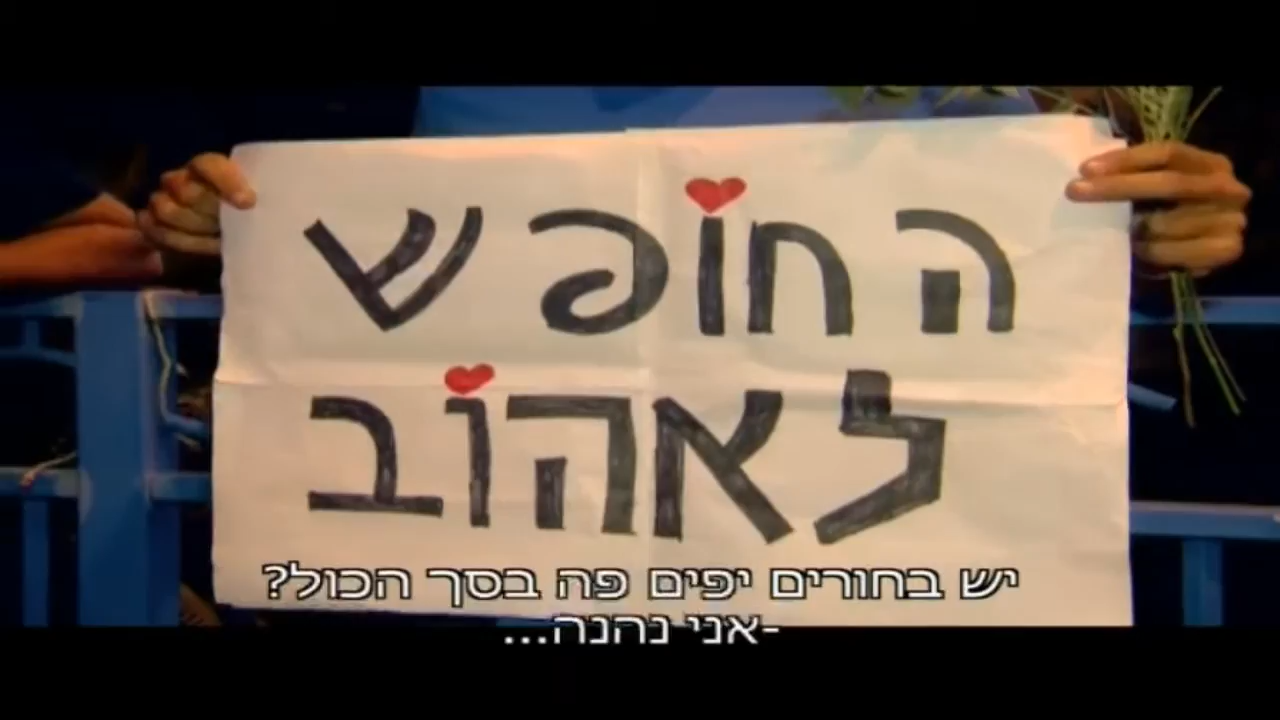 החופש
לאהוב
יש בחורים יפים פה בסך הכול?
-אני נהנה...